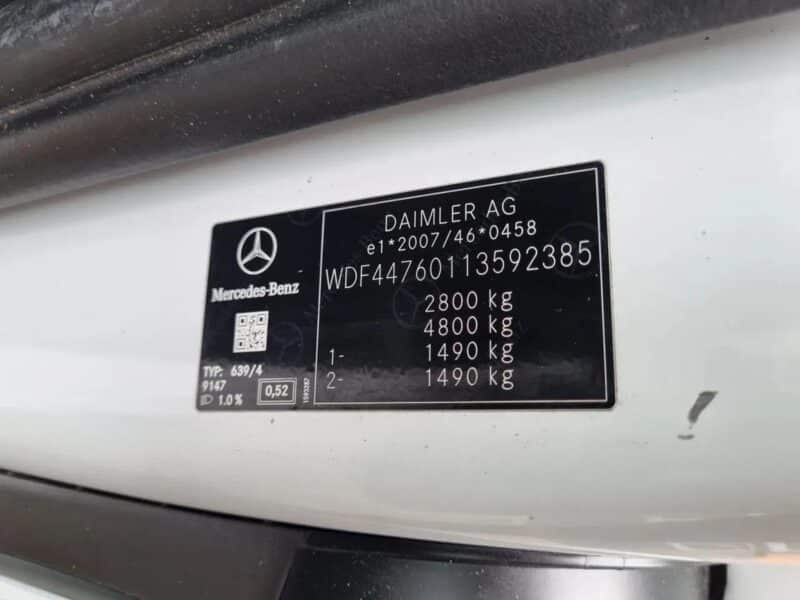 Mercedes-Benz
TYP: 639/4
9147
1.0 %
0,52
1593287
DAIMLER AG
e1*2007/46*0458
WDF44760113592385
2800 kg
4800 kg
1- 1490 kg
2- 1490 kg